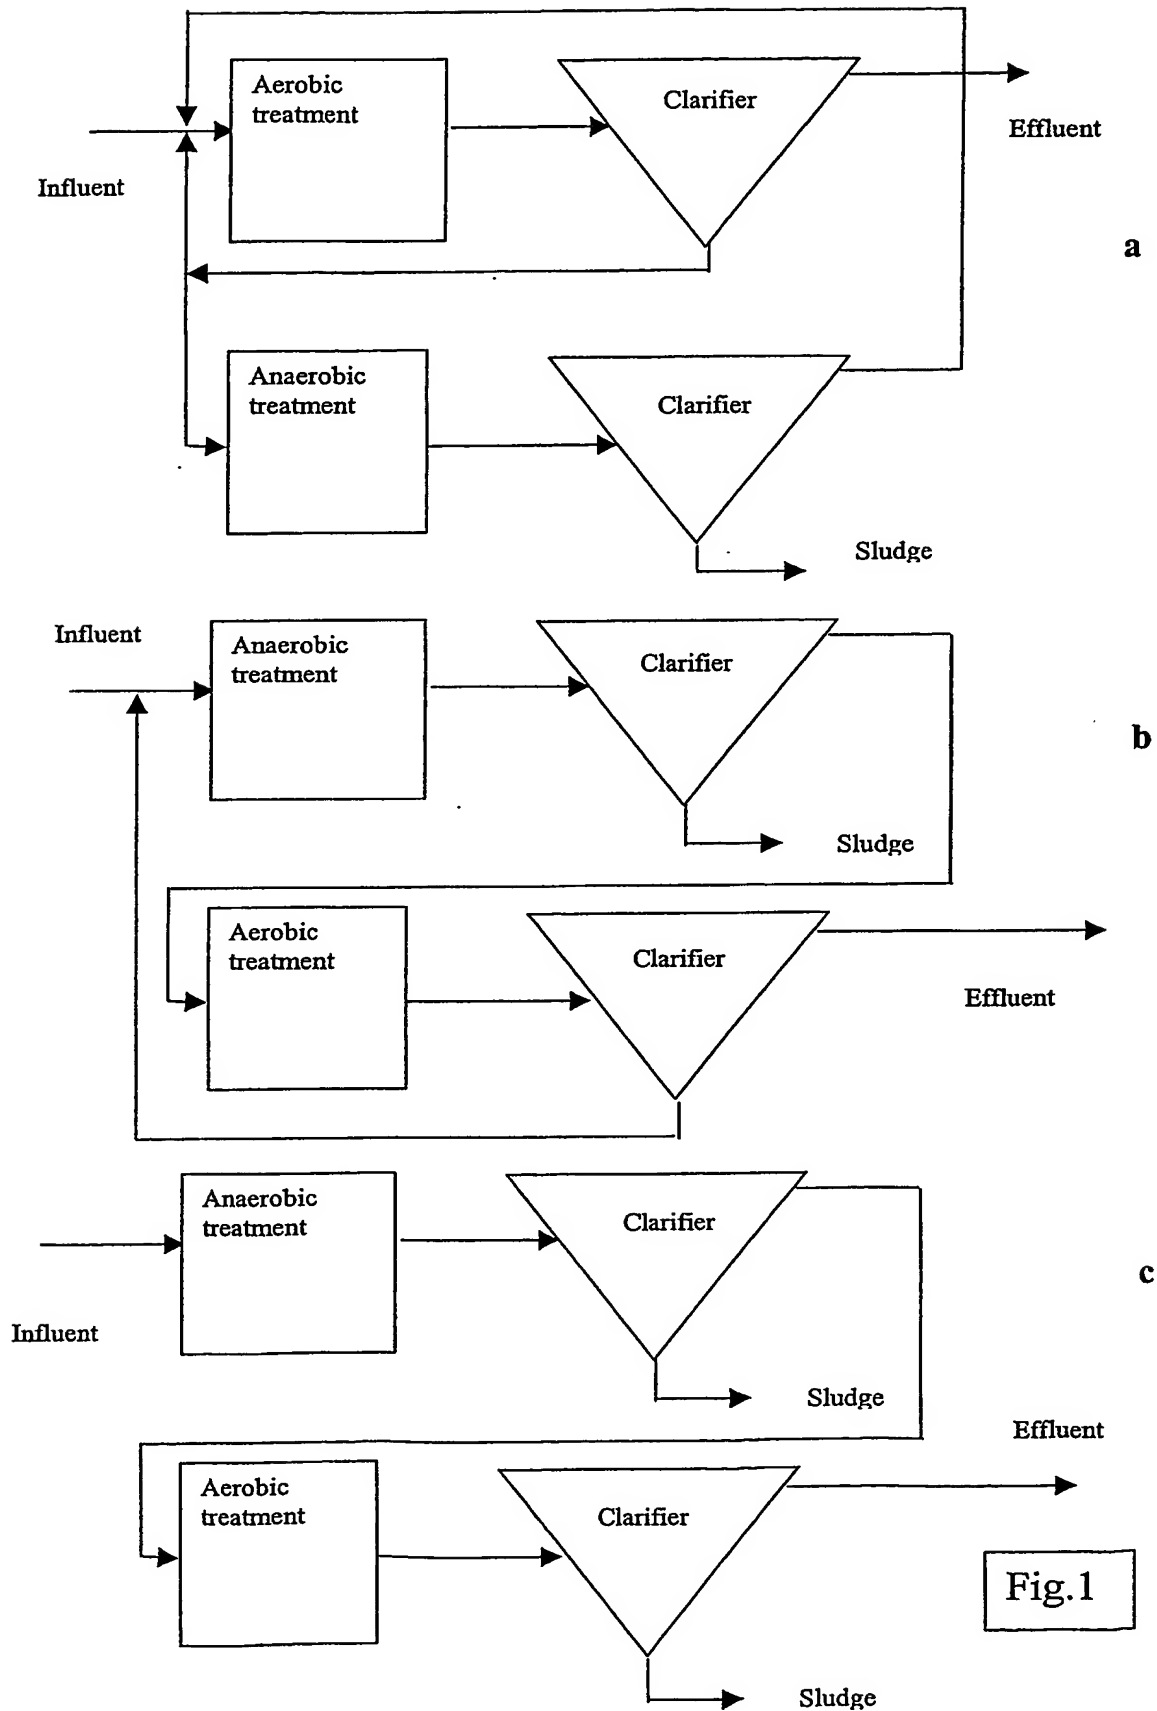 Aerobic
treatment
Clarifier
Effluent
Influent
a
Anaerobic
treatment
Clarifier
Sludge
Influent
Anaerobic
treatment
Clarifier
b
Sludge
Aerobic
treatment
Clarifier
Effluent
Anaerobic
treatment
Clarifier
c
Influent
Sludge
Effluent
Aerobic
treatment
Clarifier
Fig.1
Sludge